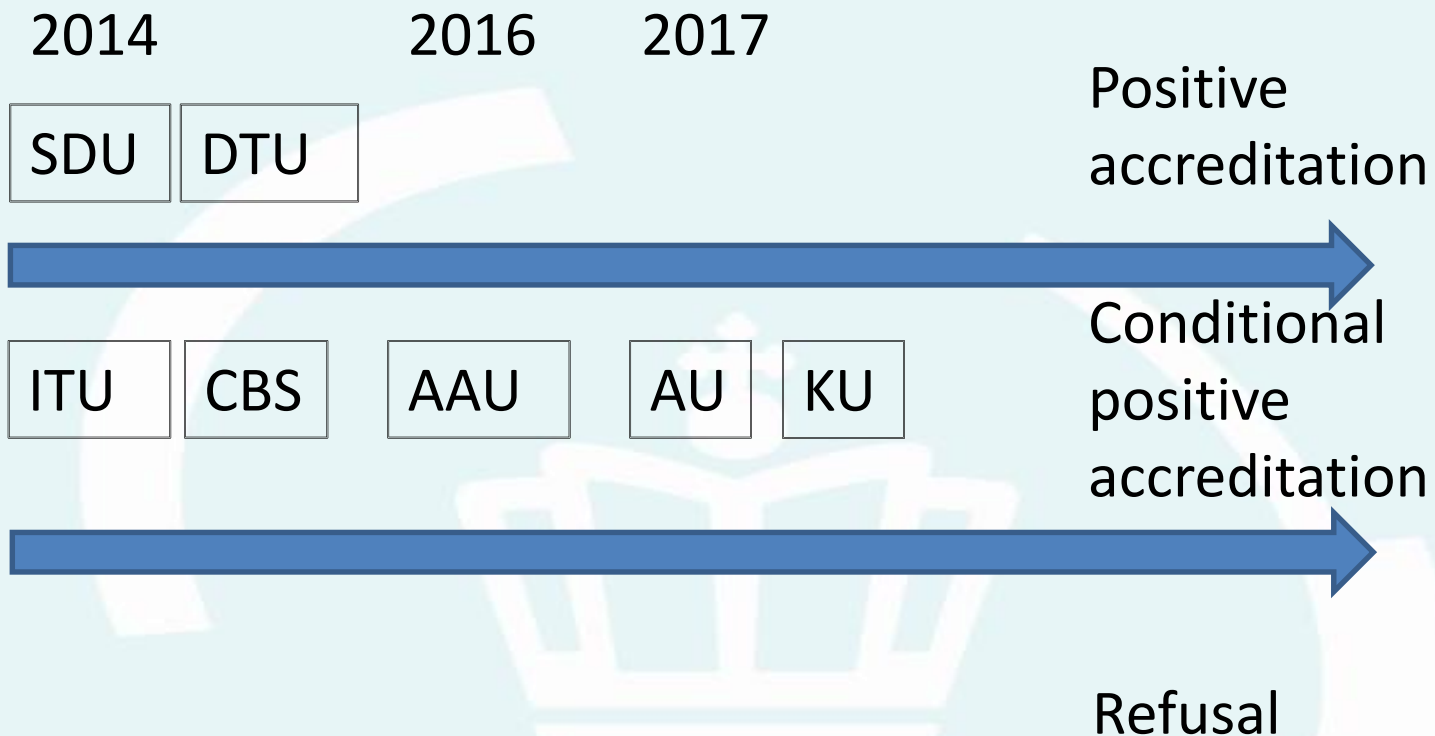 2014 2016 2017
Positive
accreditation
SDU DTU
Conditional
positive
accreditation
ITU CBS AAU AU KU
Refusal